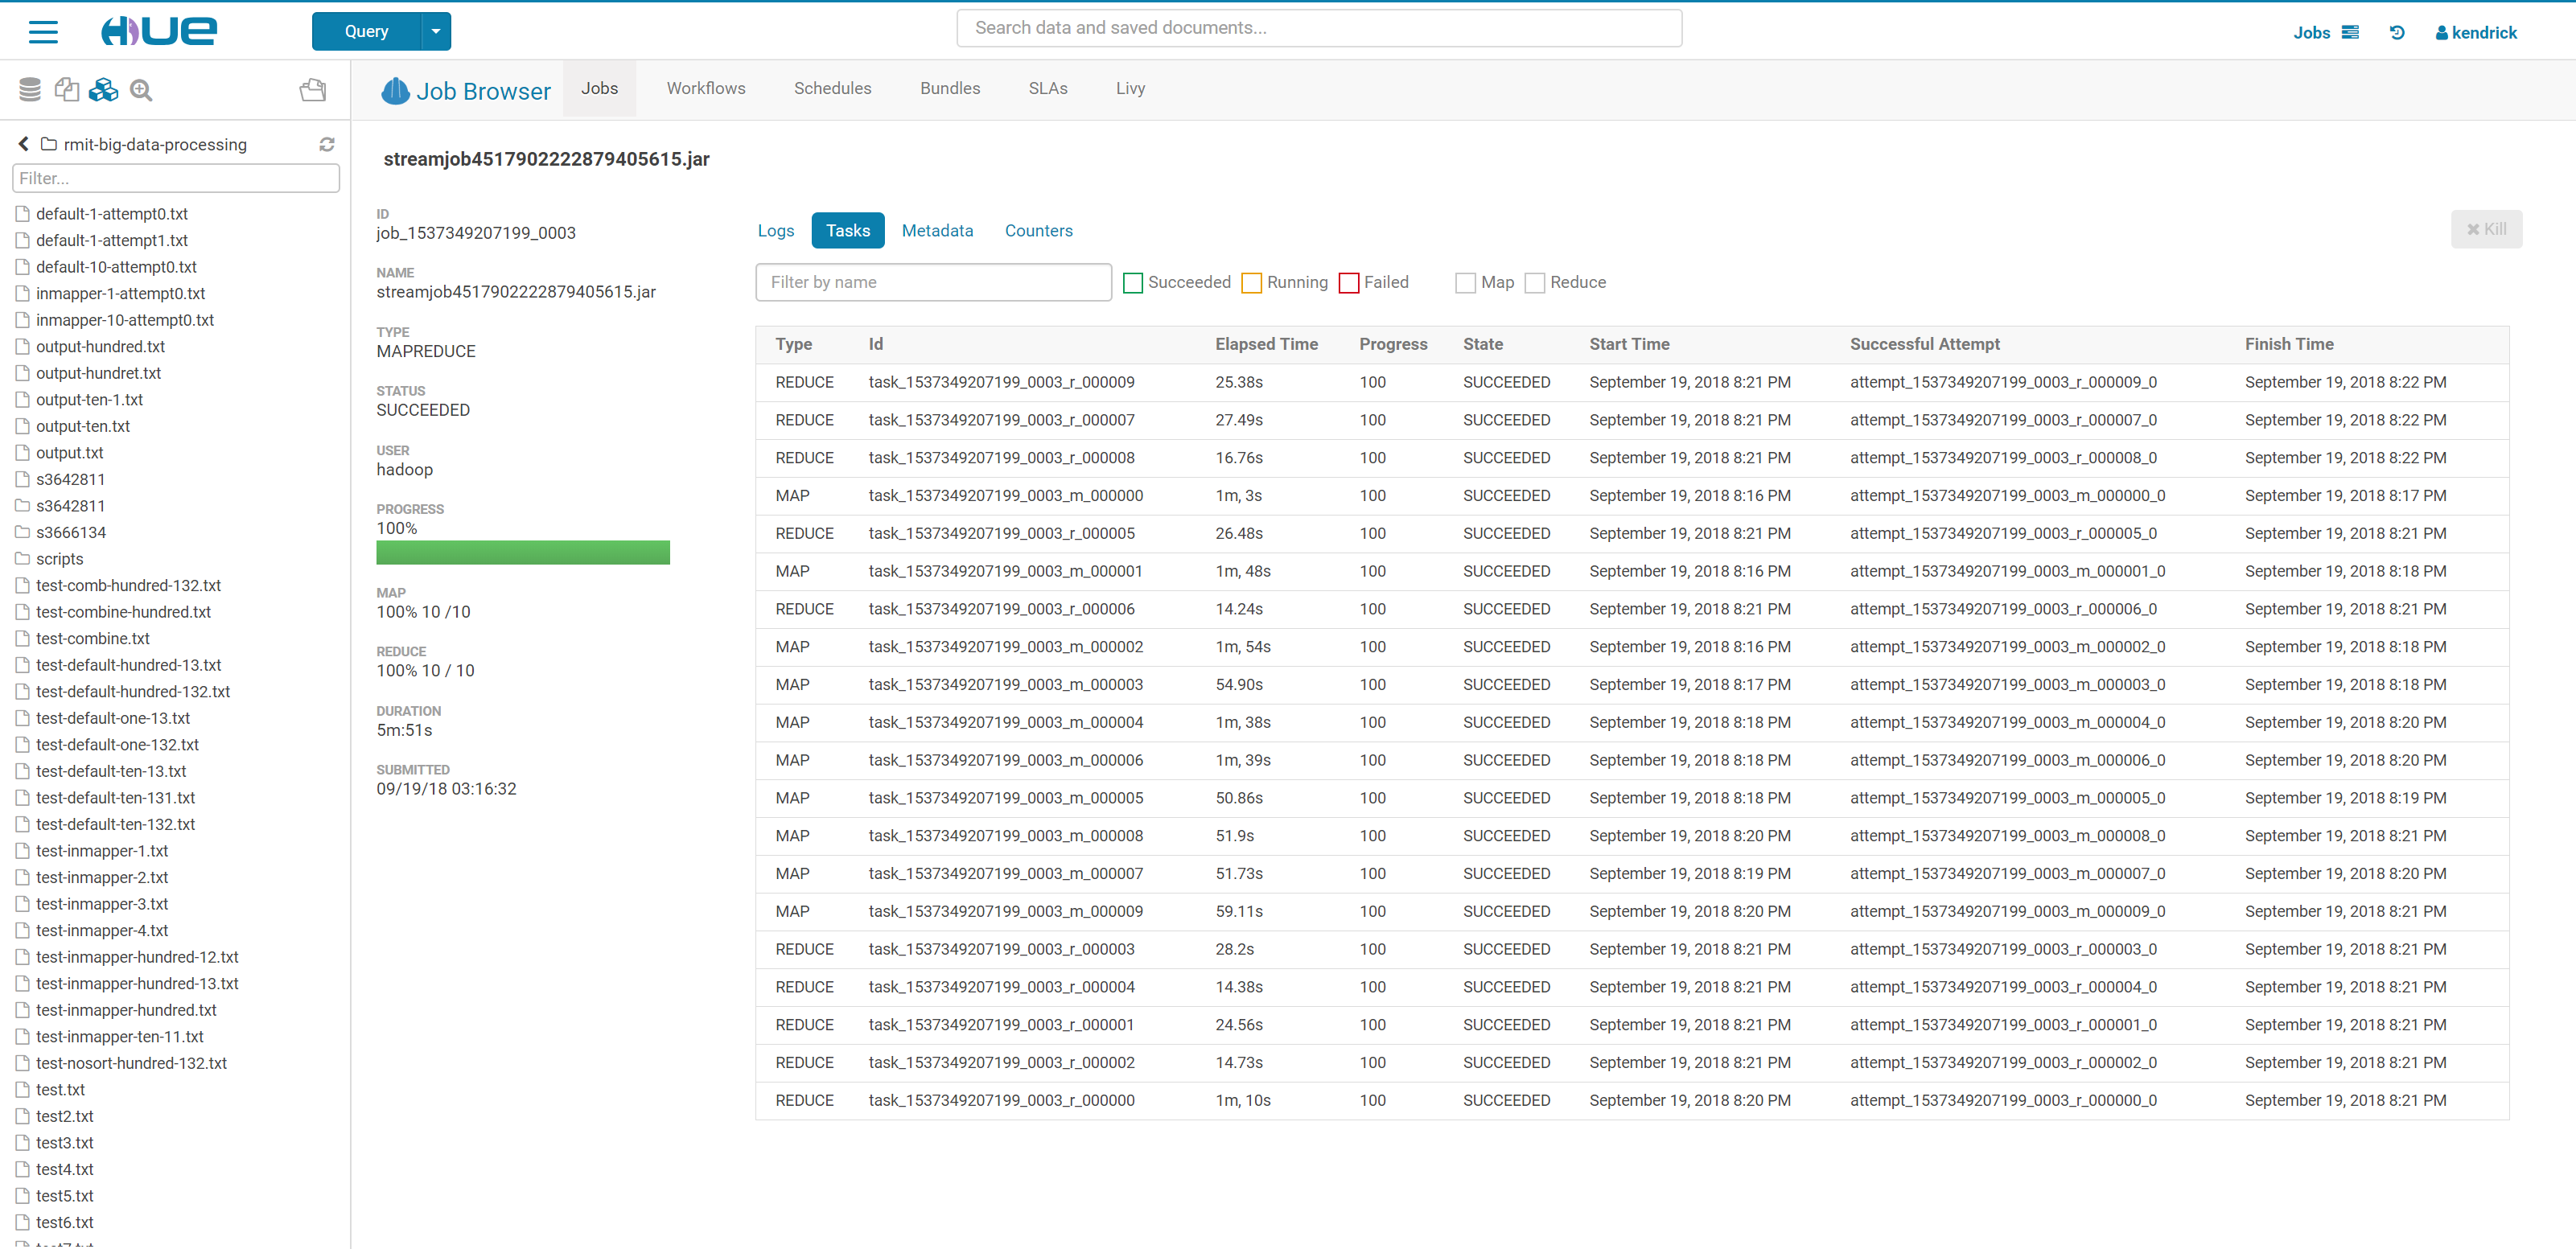 HUE
Query
Search data and saved documents...
Jobs
kendrick
Job Browser
Jobs
Workflows
Schedules
Bundles
SLAs
Livy
rmit-big-data-processing
Filter...
default-1-attempt0.txt
default-1-attempt1.txt
default-10-attempt0.txt
inmapper-1-attempt0.txt
inmapper-10-attempt0.txt
output-hundred.txt
output-hundret.txt
output-ten-1.txt
output-ten.txt
output.txt
s3642811
s3642811
s3666134
scripts
test-comb-hundred-132.txt
test-combine-hundred.txt
test-combine.txt
test-default-hundred-13.txt
test-default-hundred-132.txt
test-default-one-13.txt
test-default-one-132.txt
test-default-ten-13.txt
test-default-ten-131.txt
test-default-ten-132.txt
test-inmapper-1.txt
test-inmapper-2.txt
test-inmapper-3.txt
test-inmapper-4.txt
test-inmapper-hundred-12.txt
test-inmapper-hundred-13.txt
test-inmapper-hundred.txt
test-inmapper-ten-11.txt
test-nosort-hundred-132.txt
test.txt
test2.txt
test3.txt
test4.txt
test5.txt
test6.txt
streamjob4517902222879405615.jar
ID
job_1537349207199_0003
NAME
streamjob4517902222879405615.jar
TYPE
MAPREDUCE
STATUS
SUCCEEDED
USER
hadoop
PROGRESS
100%
MAP
100% 10 /10
REDUCE
100% 10 / 10
DURATION
5m:51s
SUBMITTED
09/19/18 03:16:32
Logs Tasks Metadata Counters
Kill
Filter by name Succeeded Running Failed Map Reduce
Type Id Elapsed Time Progress State Start Time Successful Attempt Finish Time
REDUCE task_1537349207199_0003_r_000009 25.38s 100 SUCCEEDED September 19, 2018 8:21 PM attempt_1537349207199_0003_r_000009_0 September 19, 2018 8:22 PM
REDUCE task_1537349207199_0003_r_000007 27.49s 100 SUCCEEDED September 19, 2018 8:21 PM attempt_1537349207199_0003_r_000007_0 September 19, 2018 8:22 PM
REDUCE task_1537349207199_0003_r_000008 16.76s 100 SUCCEEDED September 19, 2018 8:21 PM attempt_1537349207199_0003_r_000008_0 September 19, 2018 8:22 PM
MAP task_1537349207199_0003_m_000000 1m, 3s 100 SUCCEEDED September 19, 2018 8:16 PM attempt_1537349207199_0003_m_000000_0 September 19, 2018 8:17 PM
REDUCE task_1537349207199_0003_r_000005 26.48s 100 SUCCEEDED September 19, 2018 8:21 PM attempt_1537349207199_0003_r_000005_0 September 19, 2018 8:21 PM
MAP task_1537349207199_0003_m_000001 1m, 48s 100 SUCCEEDED September 19, 2018 8:16 PM attempt_1537349207199_0003_m_000001_0 September 19, 2018 8:18 PM
REDUCE task_1537349207199_0003_r_000006 14.24s 100 SUCCEEDED September 19, 2018 8:21 PM attempt_1537349207199_0003_r_000006_0 September 19, 2018 8:21 PM
MAP task_1537349207199_0003_m_000002 1m, 54s 100 SUCCEEDED September 19, 2018 8:16 PM attempt_1537349207199_0003_m_000002_0 September 19, 2018 8:18 PM
MAP task_1537349207199_0003_m_000003 54.90s 100 SUCCEEDED September 19, 2018 8:17 PM attempt_1537349207199_0003_m_000003_0 September 19, 2018 8:18 PM
MAP task_1537349207199_0003_m_000004 1m, 38s 100 SUCCEEDED September 19, 2018 8:18 PM attempt_1537349207199_0003_m_000004_0 September 19, 2018 8:20 PM
MAP task_1537349207199_0003_m_000006 1m, 39s 100 SUCCEEDED September 19, 2018 8:18 PM attempt_1537349207199_0003_m_000006_0 September 19, 2018 8:20 PM
MAP task_1537349207199_0003_m_000005 50.86s 100 SUCCEEDED September 19, 2018 8:18 PM attempt_1537349207199_0003_m_000005_0 September 19, 2018 8:19 PM
MAP task_1537349207199_0003_m_000008 51.9s 100 SUCCEEDED September 19, 2018 8:20 PM attempt_1537349207199_0003_m_000008_0 September 19, 2018 8:21 PM
MAP task_1537349207199_0003_m_000007 51.73s 100 SUCCEEDED September 19, 2018 8:19 PM attempt_1537349207199_0003_m_000007_0 September 19, 2018 8:20 PM
MAP task_1537349207199_0003_m_000009 59.11s 100 SUCCEEDED September 19, 2018 8:20 PM attempt_1537349207199_0003_m_000009_0 September 19, 2018 8:21 PM
REDUCE task_1537349207199_0003_r_000003 28.2s 100 SUCCEEDED September 19, 2018 8:21 PM attempt_1537349207199_0003_r_000003_0 September 19, 2018 8:21 PM
REDUCE task_1537349207199_0003_r_000004 14.38s 100 SUCCEEDED September 19, 2018 8:21 PM attempt_1537349207199_0003_r_000004_0 September 19, 2018 8:21 PM
REDUCE task_1537349207199_0003_r_000001 24.56s 100 SUCCEEDED September 19, 2018 8:21 PM attempt_1537349207199_0003_r_000001_0 September 19, 2018 8:21 PM
REDUCE task_1537349207199_0003_r_000002 14.73s 100 SUCCEEDED September 19, 2018 8:21 PM attempt_1537349207199_0003_r_000002_0 September 19, 2018 8:21 PM
REDUCE task_1537349207199_0003_r_000000 1m, 10s 100 SUCCEEDED September 19, 2018 8:20 PM attempt_1537349207199_0003_r_000000_0 September 19, 2018 8:21 PM